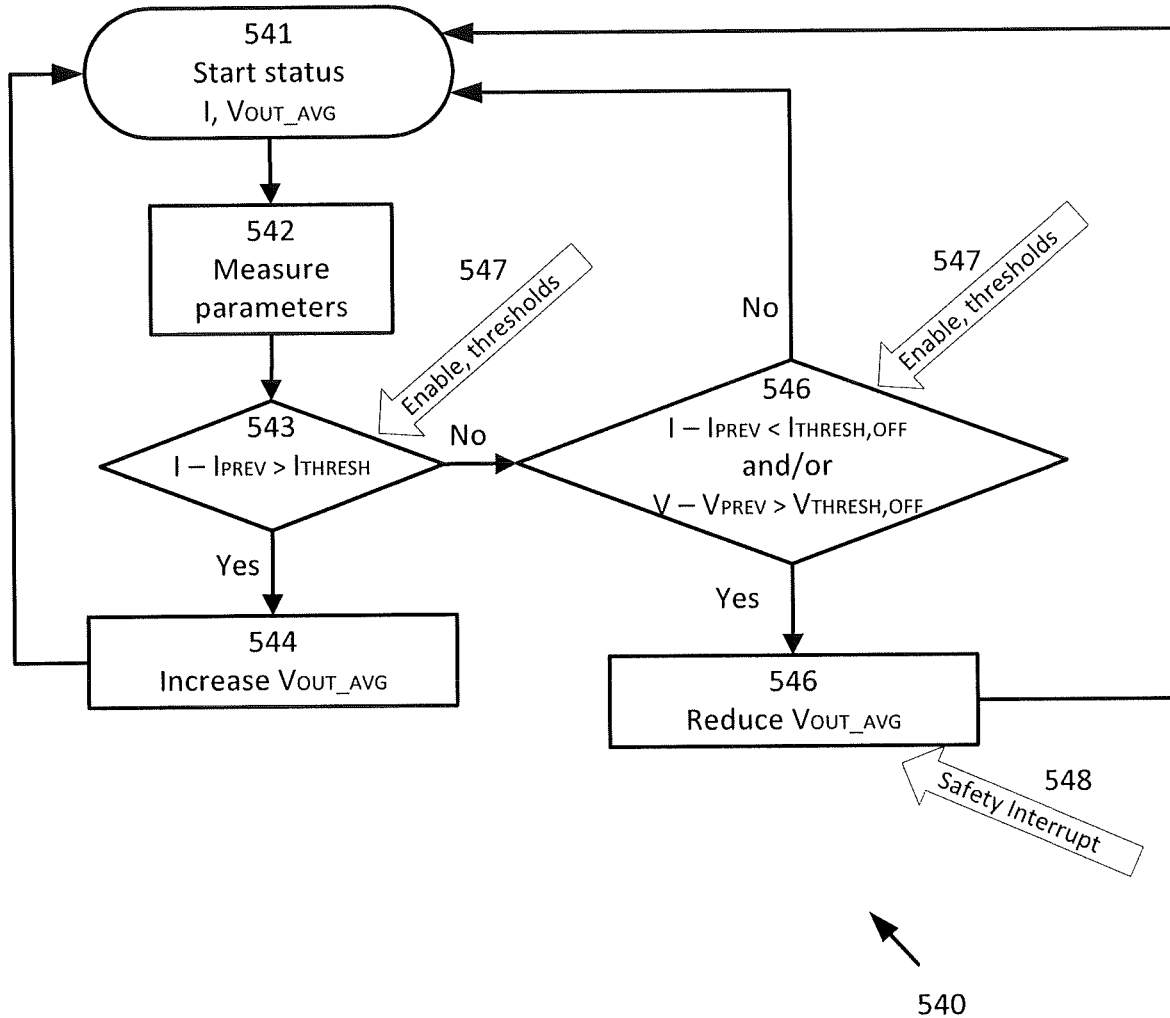 541
Start status
I, VOUT_AVG
542
Measure
parameters
547
Enable, thresholds
543
I – IPREV > ITHRESH
Yes
No
544
Increase VOUT_AVG
No
547
Enable, thresholds
546
I – IPREV < ITHRESH,OFF
and/or
V – VPREV > VTHRESH,OFF
Yes
546
Reduce VOUT_AVG
548
Safety Interrupt
540